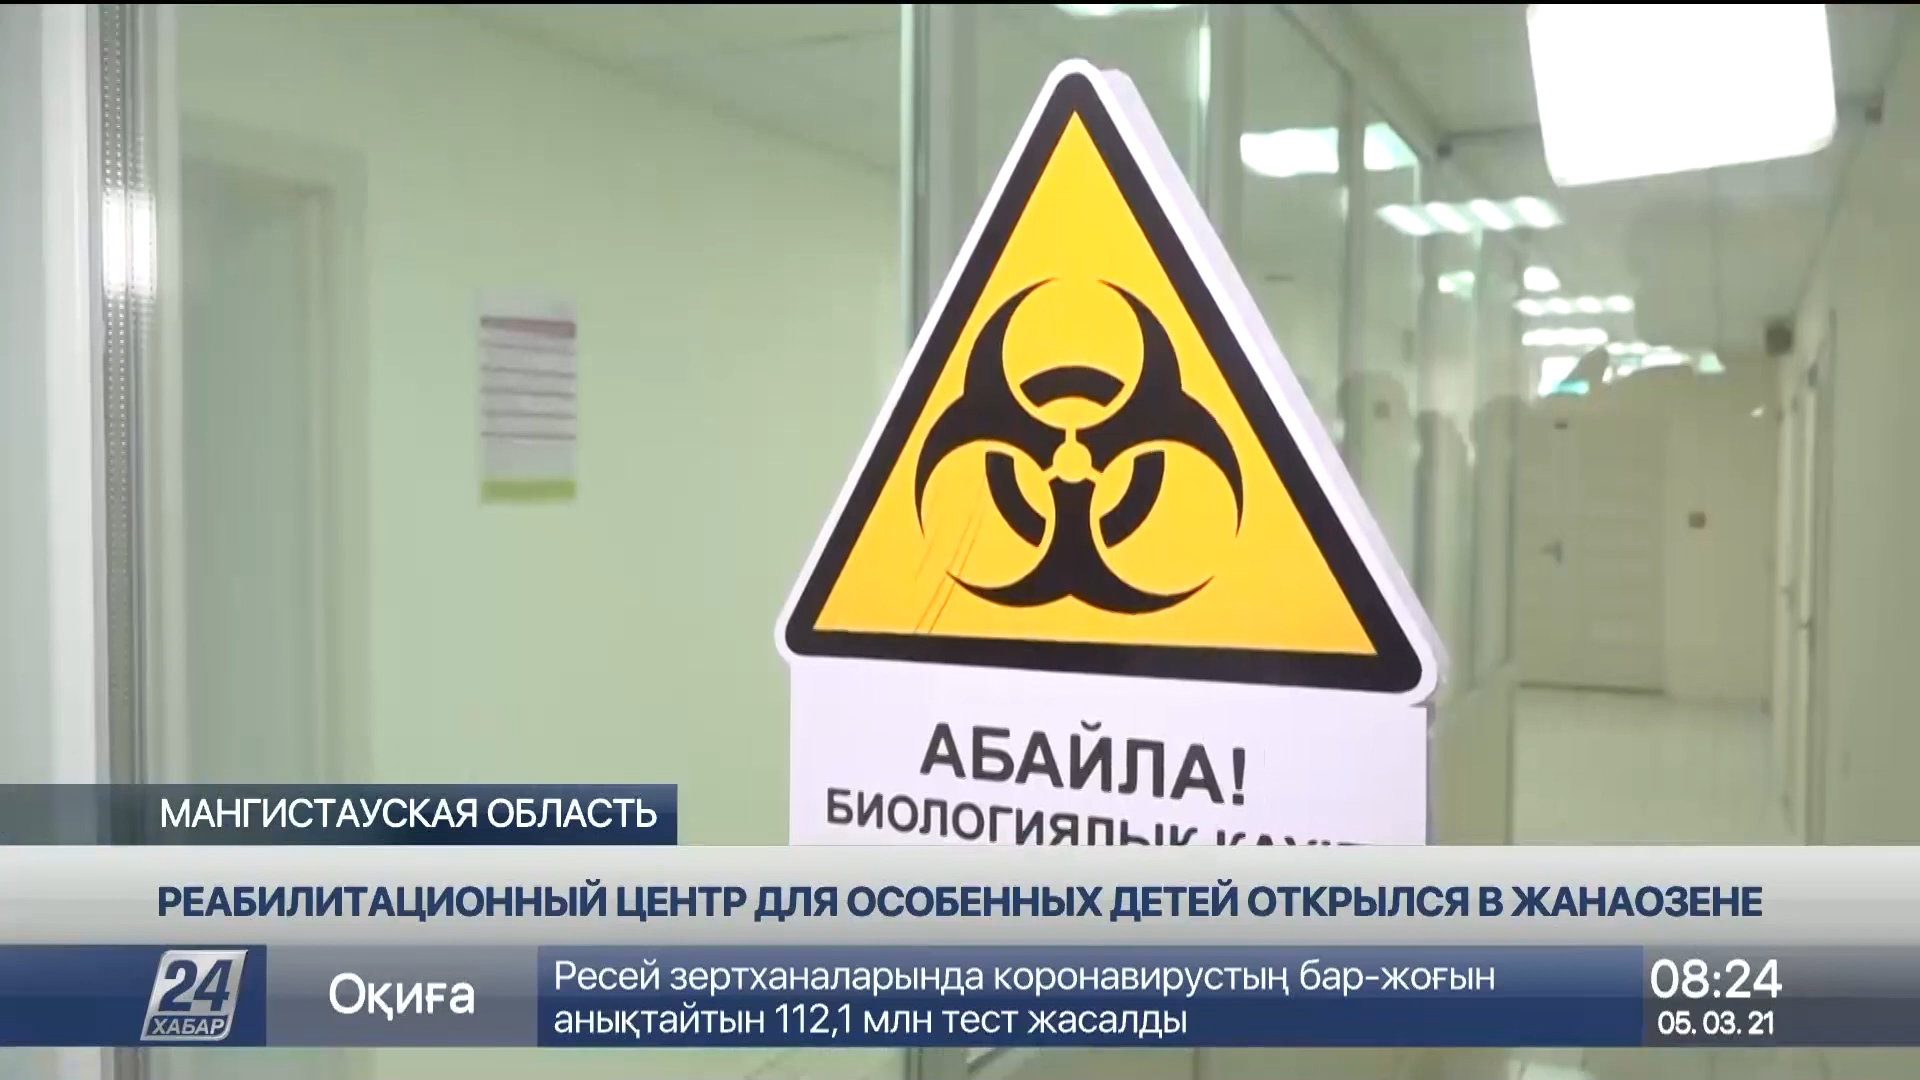 АБАЙЛА!
БИОЛОГИЯЛЫҚ
МАНГИСТАУСКАЯ ОБЛАСТЬ
РЕАБИЛИТАЦИОННЫЙ ЦЕНТР ДЛЯ ОСОБЕННЫХ ДЕТЕЙ ОТКРЫЛСЯ В ЖАНАОЗЕНЕ
24
ХАБАР
Оқиға
Ресей зертханаларында коронавирустың бар-жоғын
анықтайтын 112,1 млн тест жасалды
08:24
05. 03. 21